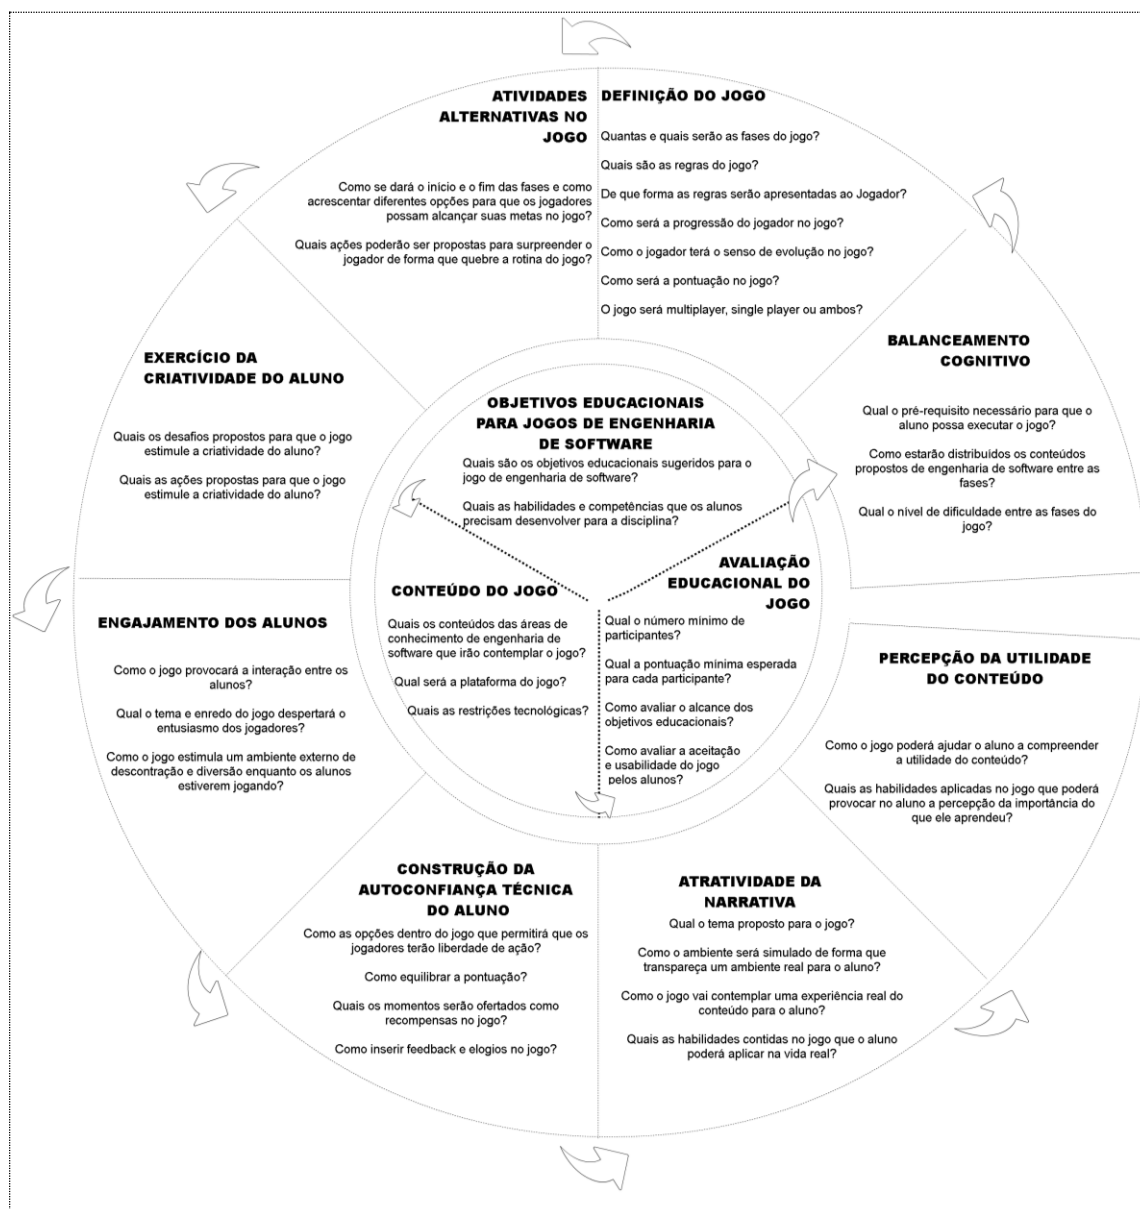 ATIVIDADES
ALTERNATIVAS NO
JOGO
Como se dará o início e o fim das fases e como
acrescentar diferentes opções para que os jogadores
possam alcançar suas metas no jogo?
Quais ações poderão ser propostas para surpreender o
jogador de forma que quebre a rotina do jogo?
DEFINIÇÃO DO JOGO
Quantas e quais serão as fases do jogo?
Quais são as regras do jogo?
De que forma as regras serão apresentadas ao Jogador?
Como será a progressão do jogador no jogo?
Como o jogador terá o senso de evolução no jogo?
Como será a pontuação no jogo?
O jogo será multiplayer, single player ou ambos?
EXERCÍCIO DA
CRIATIVIDADE DO ALUNO
Quais os desafios propostos para que o jogo
estimule a criatividade do aluno?
Quais as ações propostas para que o jogo
estimule a criatividade do aluno?
OBJETIVOS EDUCACIONAIS
PARA JOGOS DE ENGENHARIA
DE SOFTWARE
Quais são os objetivos educacionais sugeridos para o
jogo de engenharia de software?
Quais as habilidades e competências que os alunos
precisam desenvolver para a disciplina?
BALANCEAMENTO
COGNITIVO
Qual o pré-requisito necessário para que o
aluno possa executar o jogo?
Como estarão distribuidos os conteúdos
propostos de engenharia de software entre as
fases?
Qual o nível de dificuldade entre as fases do
jogo?
ENGAJAMENTO DOS ALUNOS
Como o jogo provocará a interação entre os
alunos?
Qual o tema e enredo do jogo despertará o
entusiasmo dos jogadores?
Como o jogo estimula um ambiente externo de
descontração e diversão enquanto os alunos
estiverem jogando?
CONTEÚDO DO JOGO
Quais os conteúdos das áreas de
conhecimento de engenharia de
software que irão contemplar o jogo?
Qual será a plataforma do jogo?
Quais as restrições tecnológicas?
AVALIAÇÃO
EDUCACIONAL DO
JOGO
Qual o número mínimo de
participantes?
Qual a pontuação mínima esperada
para cada participante?
Como avaliar o alcance dos
objetivos educacionais?
Como avaliar a aceitação
e usabilidade do jogo
pelos alunos?
PERCEPÇÃO DA UTILIDADE
DO CONTEÚDO
Como o jogo poderá ajudar o aluno a compreender
a utilidade do conteúdo?
Quais as habilidades aplicadas no jogo que poderá
provocar no aluno a percepção da importância do
que ele aprendeu?
CONSTRUÇÃO DA
AUTOCONFIANÇA TÉCNICA
DO ALUNO
Como as opções dentro do jogo que permitirá que os
jogadores terão liberdade de ação?
Como equilibrar a pontuação?
Quais os momentos serão ofertados como
recompensas no jogo?
Como inserir feedback e elogios no jogo?
ATRATIVIDADE DA
NARRATIVA
Qual o tema proposto para o jogo?
Como o ambiente será simulado de forma que
transpareça um ambiente real para o aluno?
Como o jogo vai contemplar uma experiência real do
conteúdo para o aluno?
Quais as habilidades contidas no jogo que o aluno
poderá aplicar na vida real?